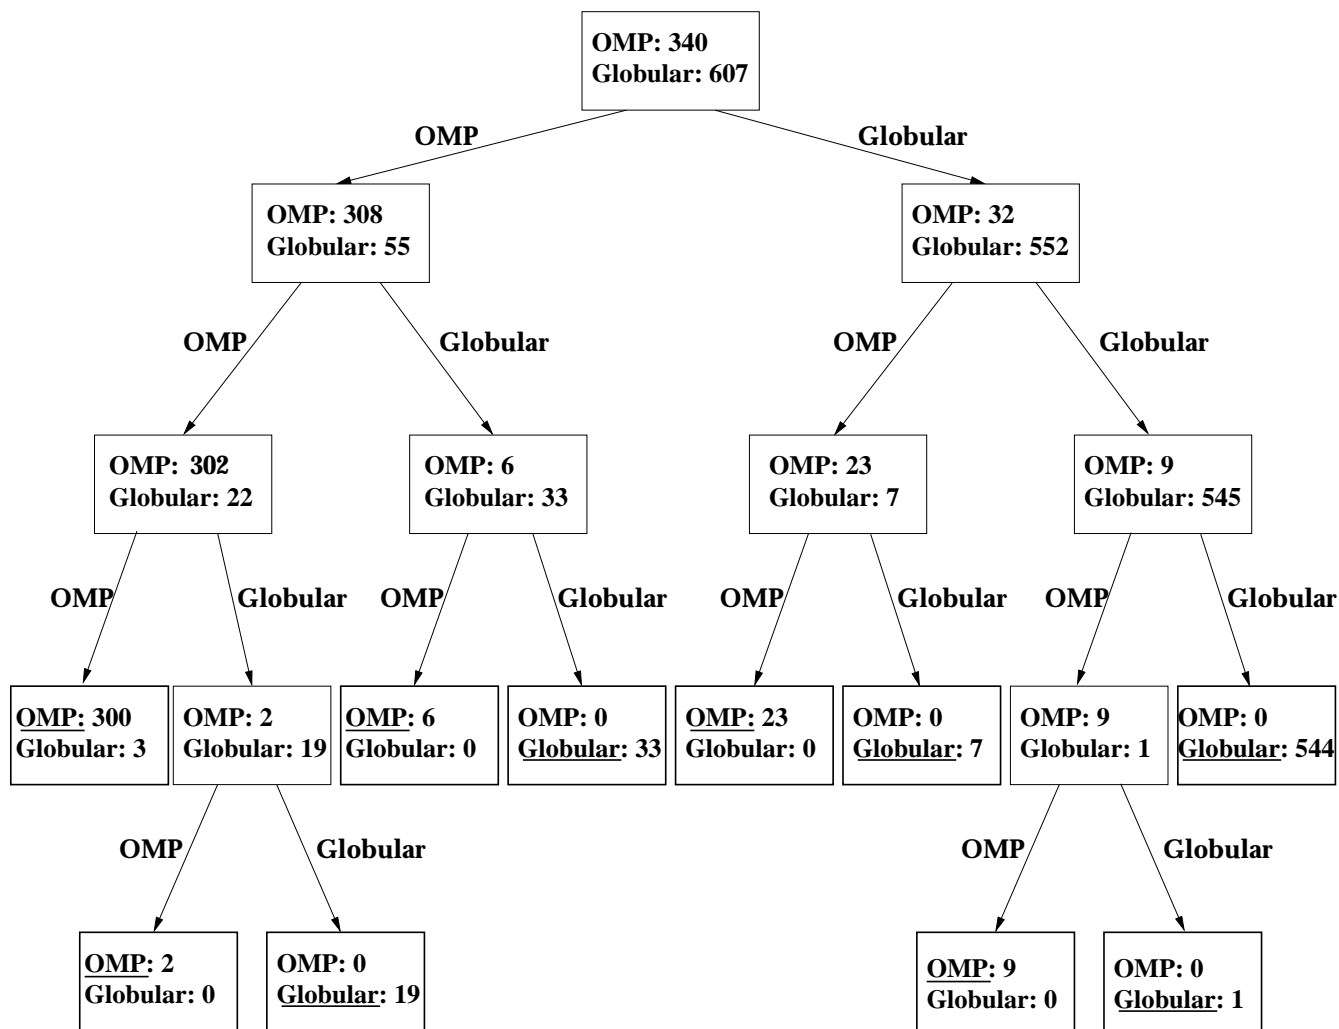 OMP: 340
Globular: 607
OMP
Globular
OMP: 308
Globular: 55
OMP: 32
Globular: 552
OMP
Globular
OMP
Globular
OMP: 302
Globular: 22
OMP: 6
Globular: 33
OMP: 23
Globular: 7
OMP: 9
Globular: 545
OMP
Globular
OMP
Globular
OMP
Globular
OMP
Globular
OMP: 300
Globular: 3
OMP: 2
Globular: 19
OMP: 6
Globular: 0
OMP: 0
Globular: 33
OMP: 23
Globular: 0
OMP: 0
Globular: 7
OMP: 9
Globular: 1
OMP: 0
Globular: 544
OMP
Globular
OMP
Globular
OMP: 2
Globular: 0
OMP: 0
Globular: 19
OMP: 9
Globular: 0
OMP: 0
Globular: 1